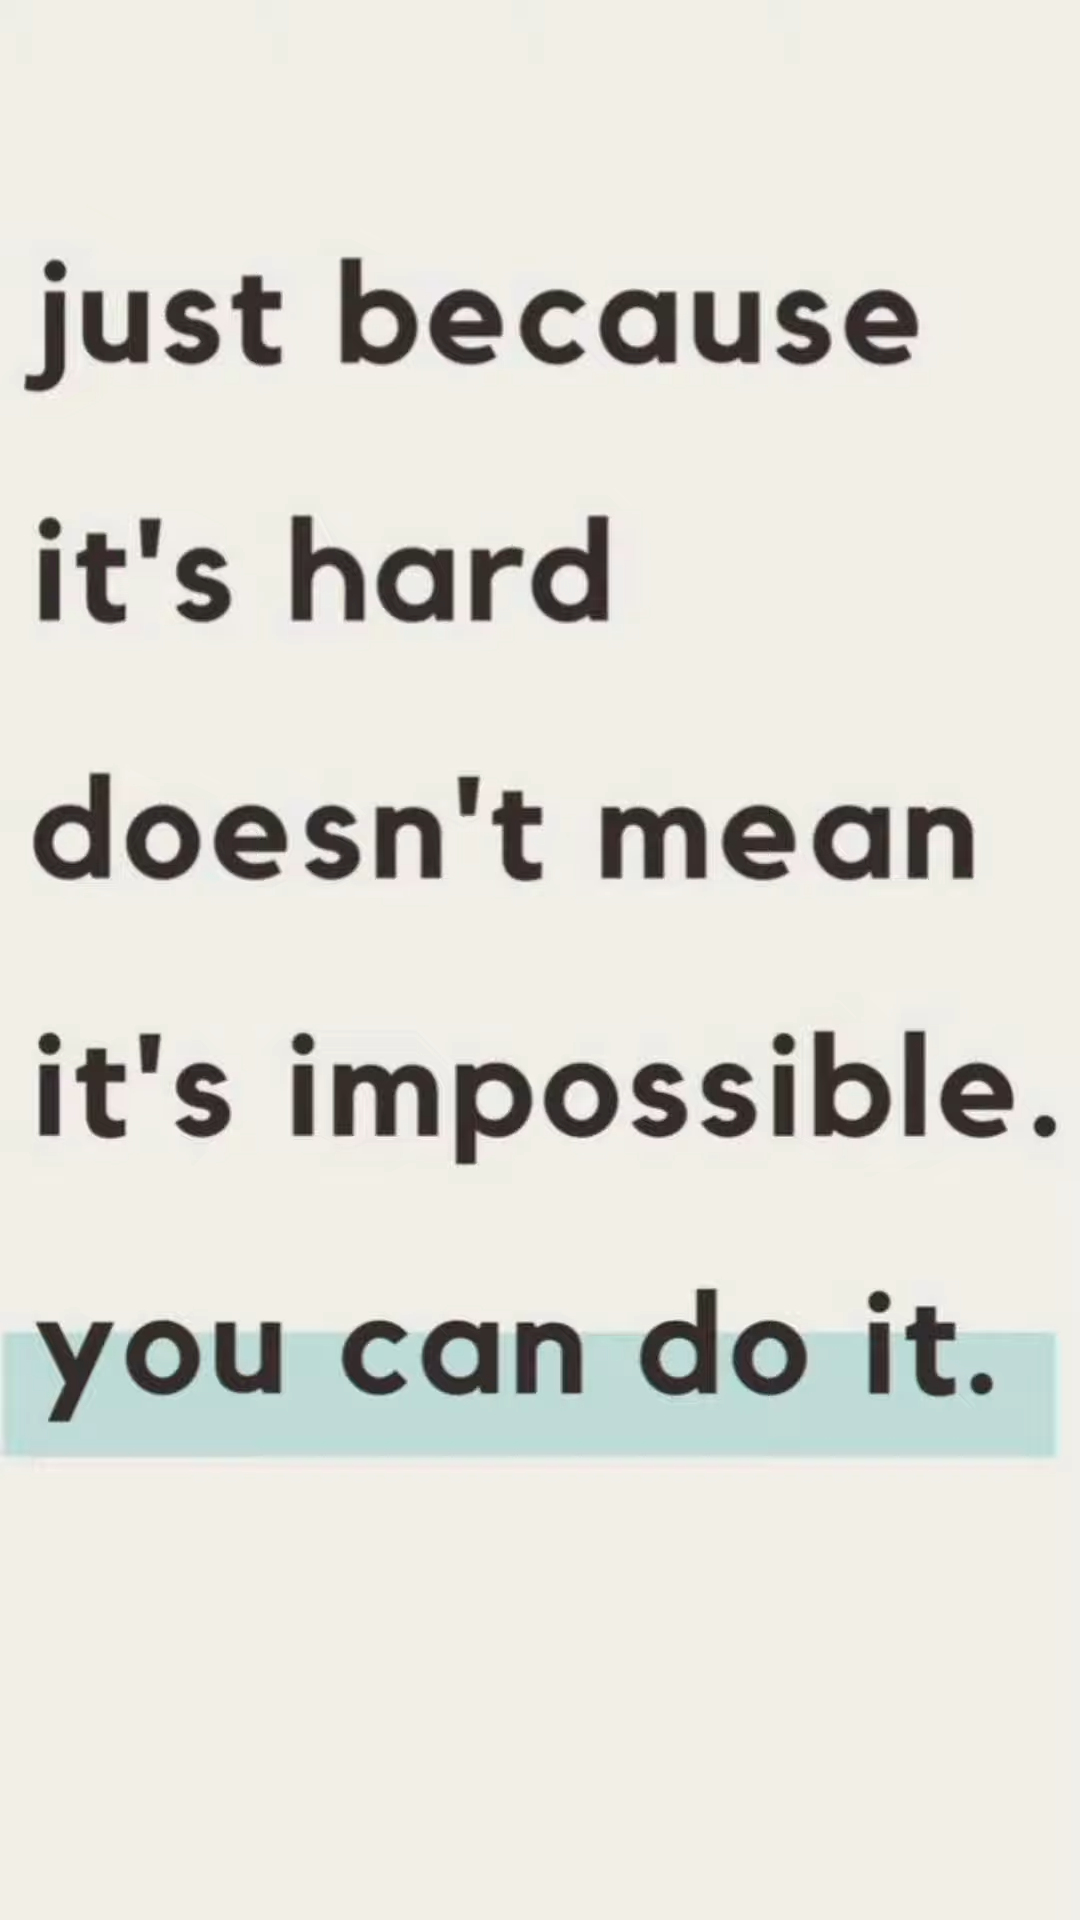 just because
it's hard
doesn't mean
it's impossible.
you can do it.